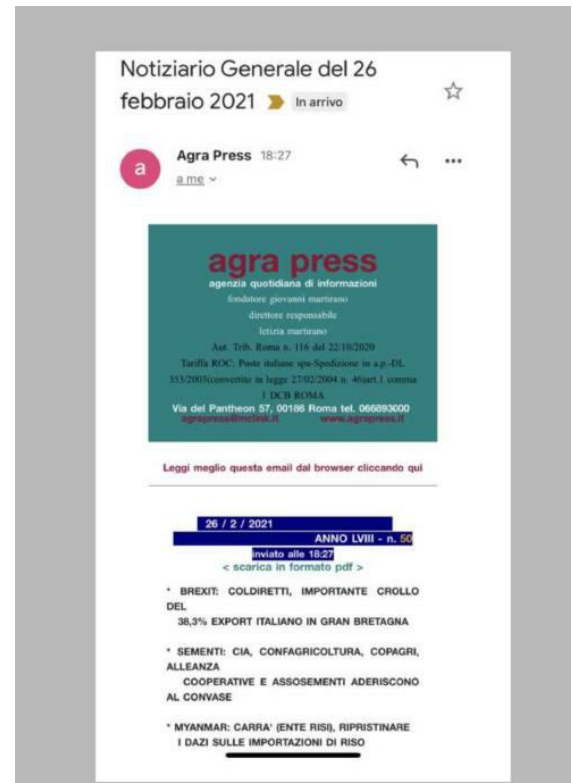 Notiziario Generale del 26
febbraio 2021 In arrivo
a
Agra Press 18:27
a me
agra press
agenzia quotidiana di informazioni
fondatore giovanni martirano
direttore responsabile
letizia martirano
Aut. Trib. Roma n. 116 del 22/10/2020
Tariffa ROC: Poste italiane spa-Spedizione in a.p.-DL
353/2003(convertito in legge 27/02/2004 n. 46)art.1 comma
1 DCB ROMA
Via del Pantheon 57, 00186 Roma tel. 066893000
agrapress@mclink.it www.agrapress.it
Leggi meglio questa email dal browser cliccando qui
26 / 2 / 2021
ANNO LVIII - n. 50
inviato alle 18:27
< scarica in formato pdf >
* BREXIT: COLDIRETTI, IMPORTANTE CROLLO
DEL
38,3% EXPORT ITALIANO IN GRAN BRETAGNA
* SEMENTI: CIA, CONFAGRICOLTURA, COPAGRI,
ALLEANZA
COOPERATIVE E ASSOSEMENTI ADERISCONO
AL CONVASE
* MYANMAR: CARRA' (ENTE RISI), RIPRISTINARE
I DAZI SULLE IMPORTAZIONI DI RISO